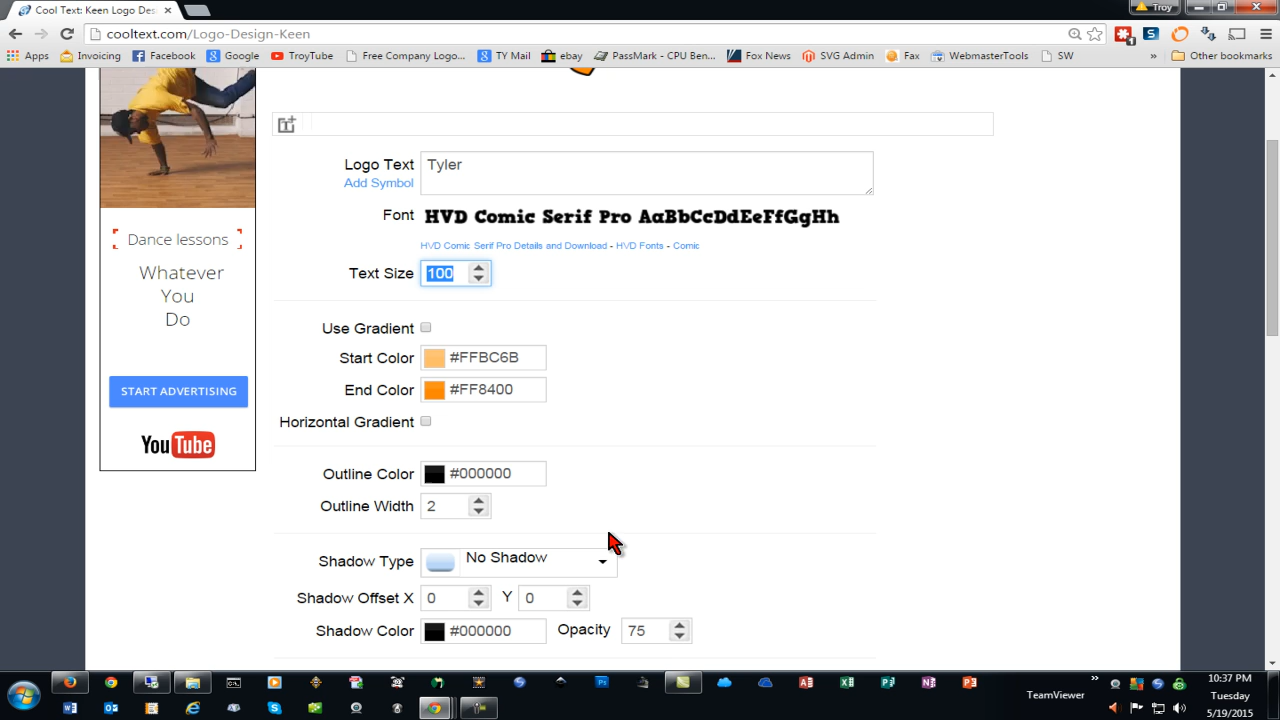 Cool Text: Keen Logo Des
Troy
cooltext.com/Logo-Design-Keen
Apps Invoicing Facebook Google TroyTube Free Company Logo... TY Mail ebay PassMark - CPU Ben... Fox News SVG Admin Fax WebmasterTools SW » Other bookmarks
Logo Text Tyler
Add Symbol
Font HVD Comic Serif Pro AaBbCcDdEeFfGgHh
HVD Comic Serif Pro Details and Download - HVD Fonts - Comic
Text Size 100
Use Gradient
Start Color #FFBC6B
End Color #FF8400
Horizontal Gradient
Outline Color #000000
Outline Width 2
Shadow Type No Shadow
Shadow Offset X 0 Y 0
Shadow Color #000000 Opacity 75
Dance lessons
Whatever
You
Do
START ADVERTISING
YouTube
10:37 PM
Tuesday
5/19/2015
TeamViewer